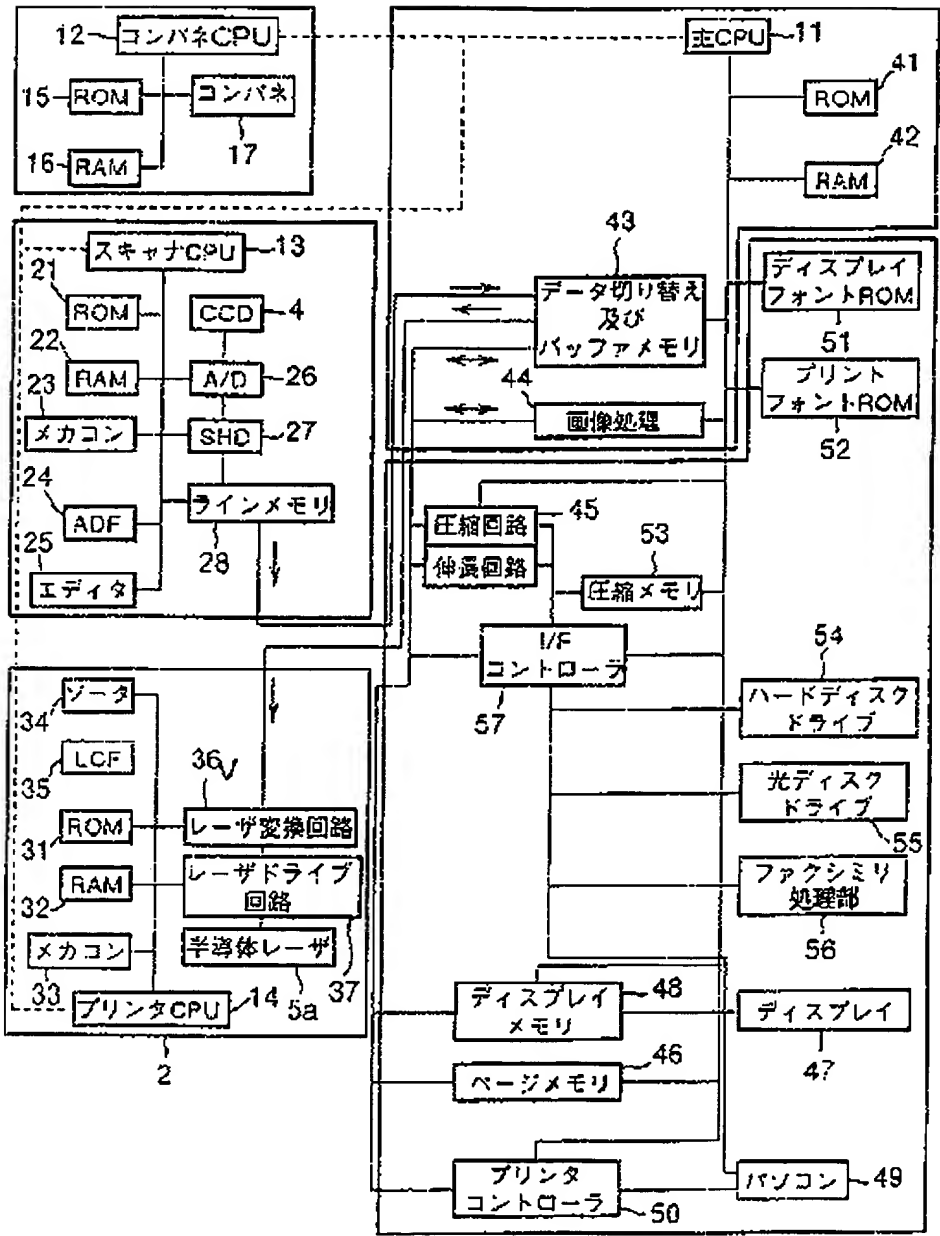 12
コンパネCPU
15
ROM
コンパネ
16
RAM
17
主CPU
11
41
ROM
42
RAM
スキャナCPU
13
21
ROM
CCD
4
22
RAM
A/D
26
23
メカコン
SHD
27
24
ADF
ラインメモリ
28
25
エディタ
43
データ切り替え
及び
バッファメモリ
44
画像処理
ディスプレイ
フォントROM
51
プリント
フォントROM
52
圧縮回路
45
伸長回路
53
圧縮メモリ
I/F
コントローラ
57
54
ハードディスク
ドライブ
光ディスク
ドライブ
55
ファクシミリ
処理部
56
ディスプレイ
メモリ
48
ディスプレイ
47
ページメモリ
46
プリンタ
コントローラ
50
パソコン
49
34
ソータ
35
LCF
36
31
ROM
レーザ変換回路
32
RAM
レーザドライブ
回路
37
メカコン
33
半導体レーザ
5a
プリンタCPU
14
2